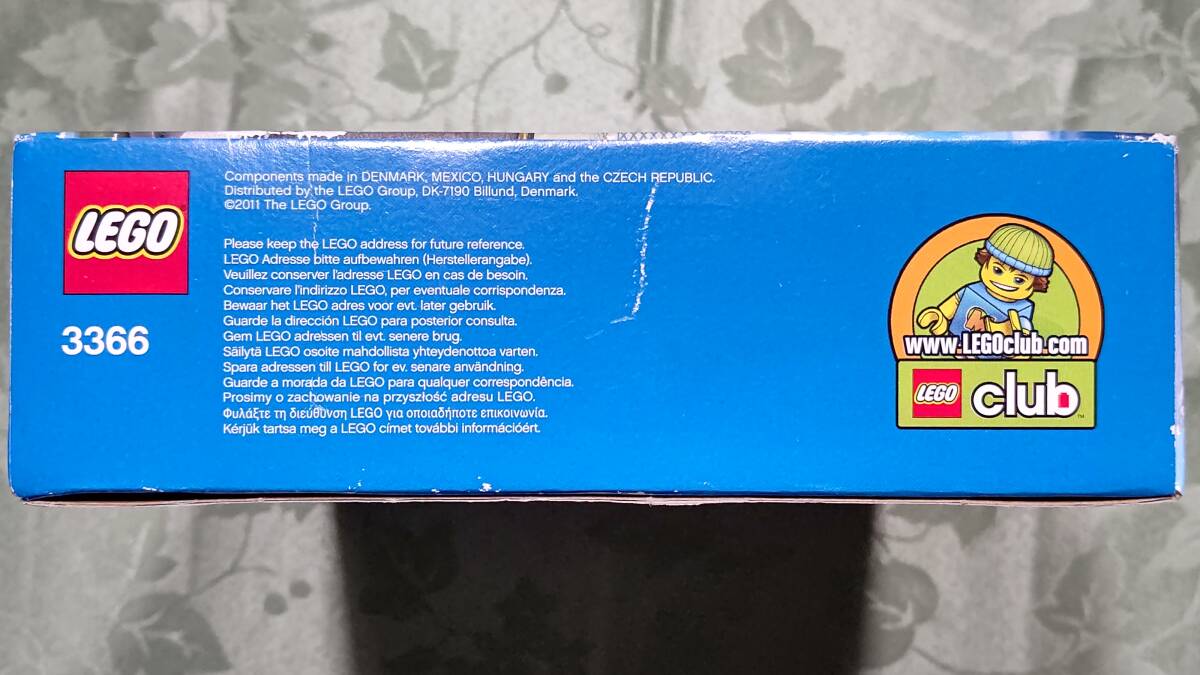 LEGO
3366
Components made in DENMARK, MEXICO, HUNGARY and the CZECH REPUBLIC.
Distributed by the LEGO Group, DK-7190 Billund, Denmark.
©2011 The LEGO Group.
Please keep the LEGO address for future reference.
LEGO Adresse bitte aufbewahren (Herstellerangabe).
Veuillez conserver l'adresse LEGO en cas de besoin.
Conservare l'indirizzo LEGO, per eventuale corrispondenza.
Bewaar het LEGO adres voor evt. later gebruik.
Guarde la dirección LEGO para posterior consulta.
Gem LEGO adressen til evt. senere brug.
Säilytä LEGO osoite mahdollista yhteydenottoa varten.
Spara adressen till LEGO for ev. senare användning.
Guarde a morada da LEGO para qualquer correspondência.
Prosimy o zachowanie na przyszłość adresu LEGO.
Φυλάξτε τη διεύθυνση LEGO για οποιαδήποτε επικοινωνία.
Kérjük tartsa meg a LEGO címet további információért.
www.LEGOclub.com
LEGO club™